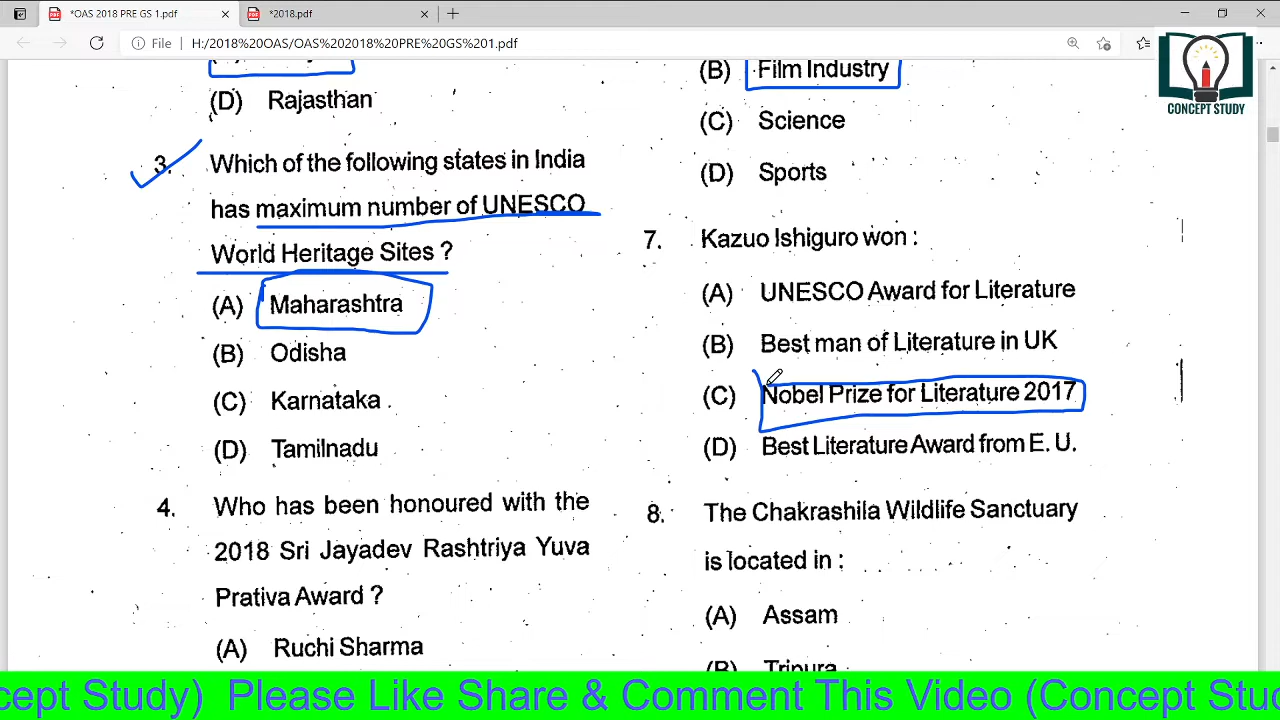 *OAS 2018 PRE GS 1.pdf
*2018.pdf
File
H:/2018%20OAS/OAS%202018%20PRE%20GS%201.pdf
CONCEPT STUDY
(D) Rajasthan
3. Which of the following states in India
has maximum number of UNESCO
World Heritage Sites ?
(A) Maharashtra
(B) Odisha
(C) Karnataka
(D) Tamilnadu
4. Who has been honoured with the
2018 Sri Jayadev Rashtriya Yuva
Prativa Award ?
(A) Ruchi Sharma
(B) Film Industry
(C) Science
(D) Sports
7. Kazuo Ishiguro won :
(A) UNESCO Award for Literature
(B) Best man of Literature in UK
(C) Nobel Prize for Literature 2017
(D) Best Literature Award from E. U.
8. The Chakrashila Wildlife Sanctuary
is located in :
(A) Assam
(B) Tripura
cept Study) Please Like Share & Comment This Video (Concept Stud